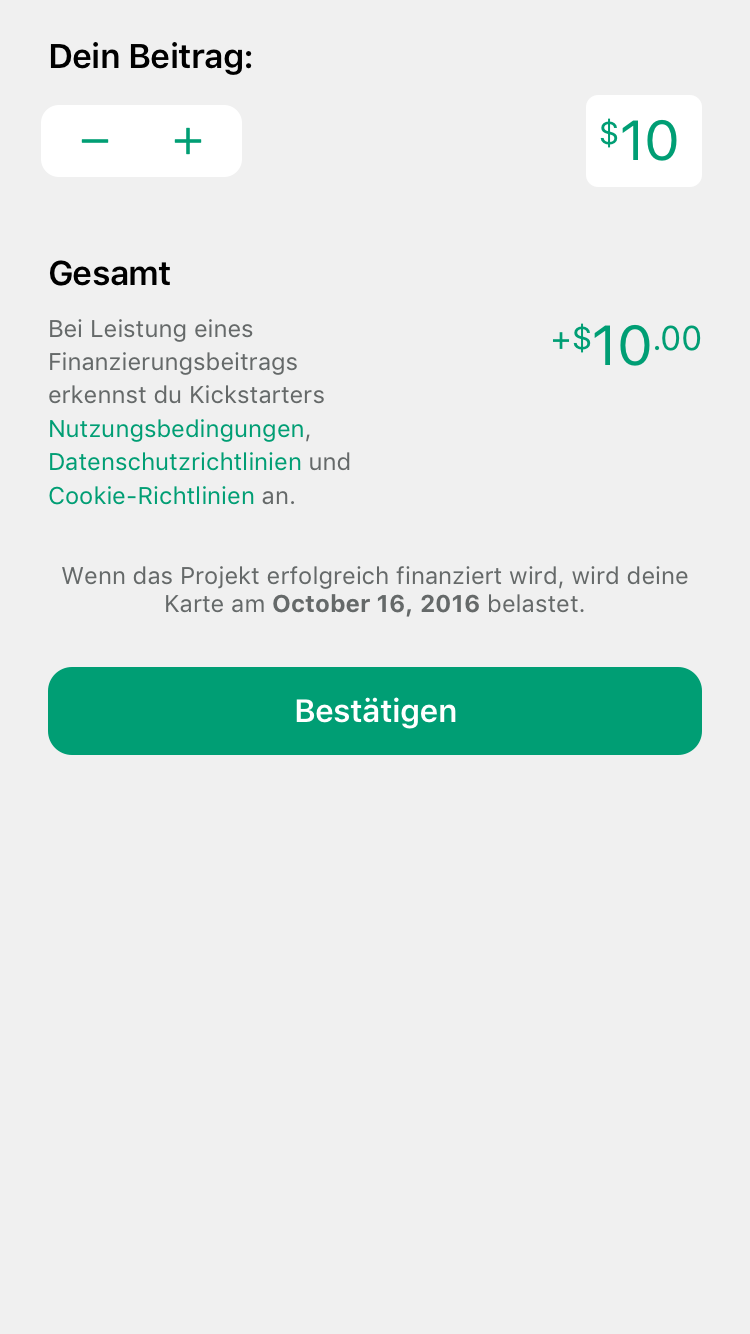 Dein Beitrag:
− +
$10
Gesamt
Bei Leistung eines
Finanzierungsbeitrags
erkennst du Kickstarters
Nutzungsbedingungen,
Datenschutzrichtlinien und
Cookie-Richtlinien an.
+$10.00
Wenn das Projekt erfolgreich finanziert wird, wird deine
Karte am October 16, 2016 belastet.
Bestätigen